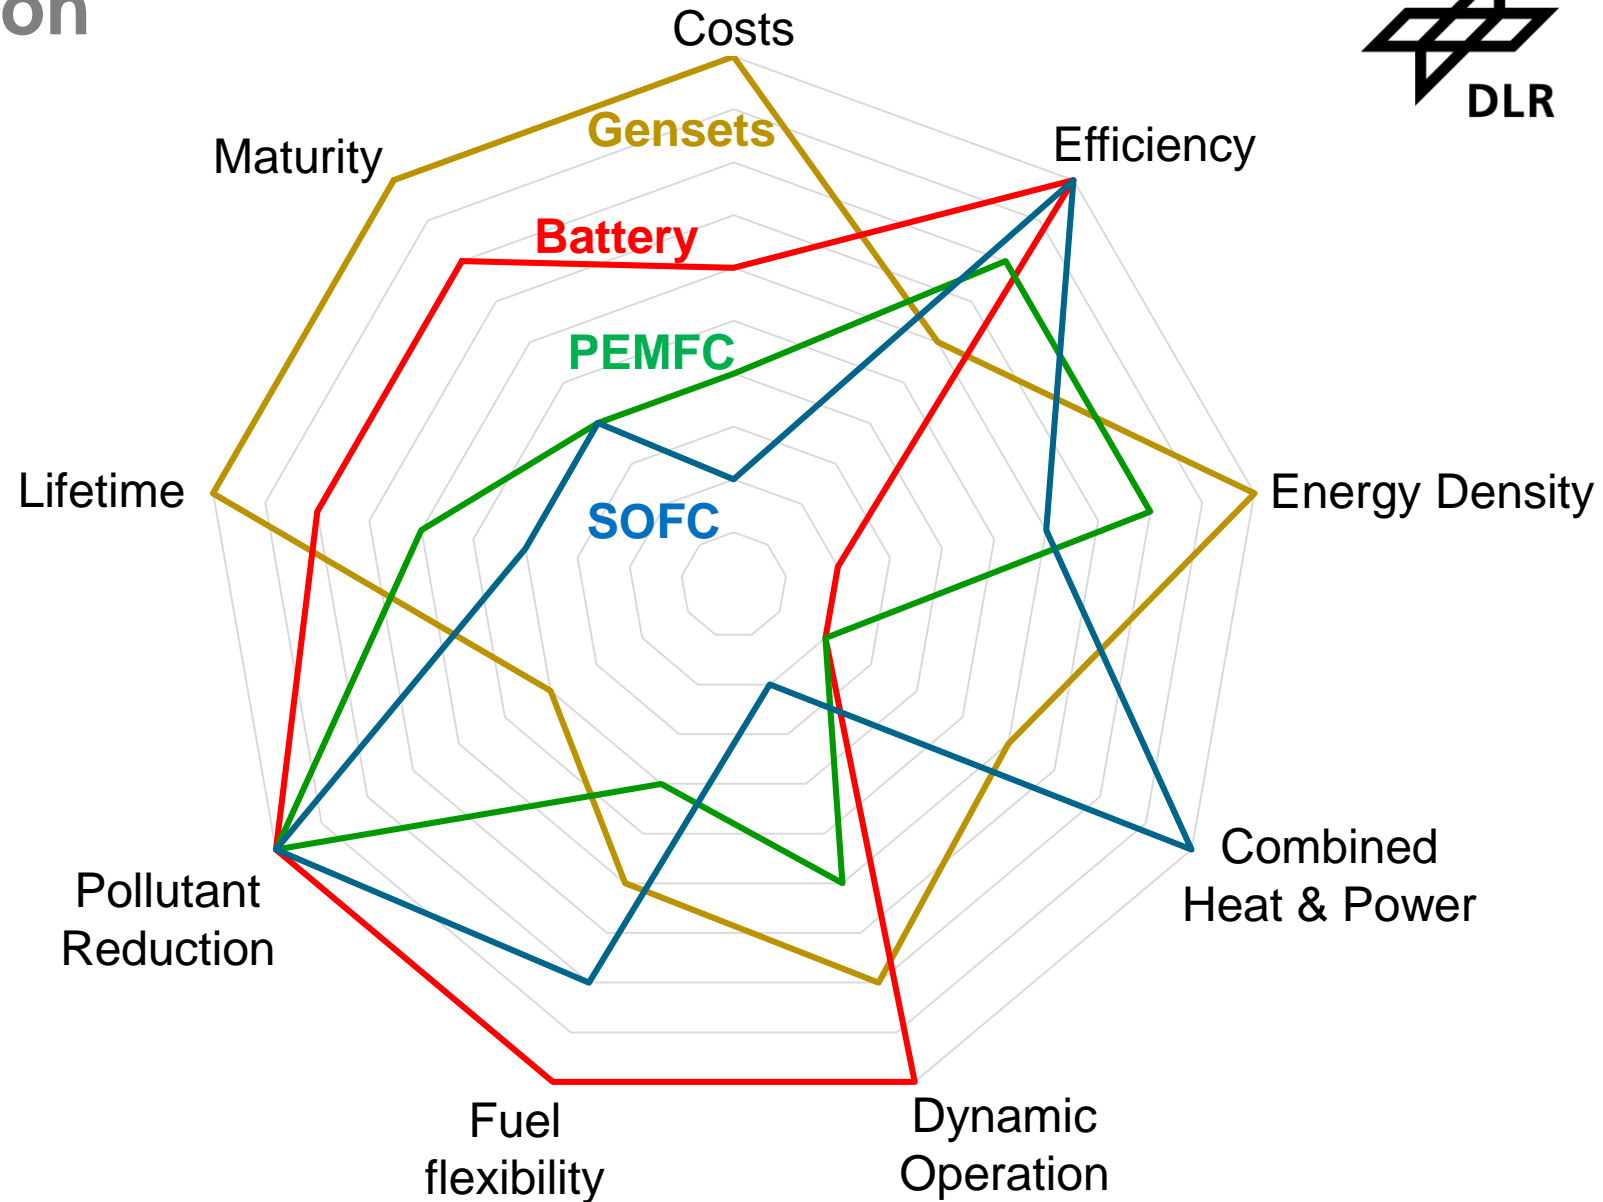 on
Costs
DLR
Gensets
Efficiency
Maturity
Battery
PEMFC
Lifetime
Energy Density
SOFC
Combined
Heat & Power
Pollutant
Reduction
Fuel
flexibility
Dynamic
Operation